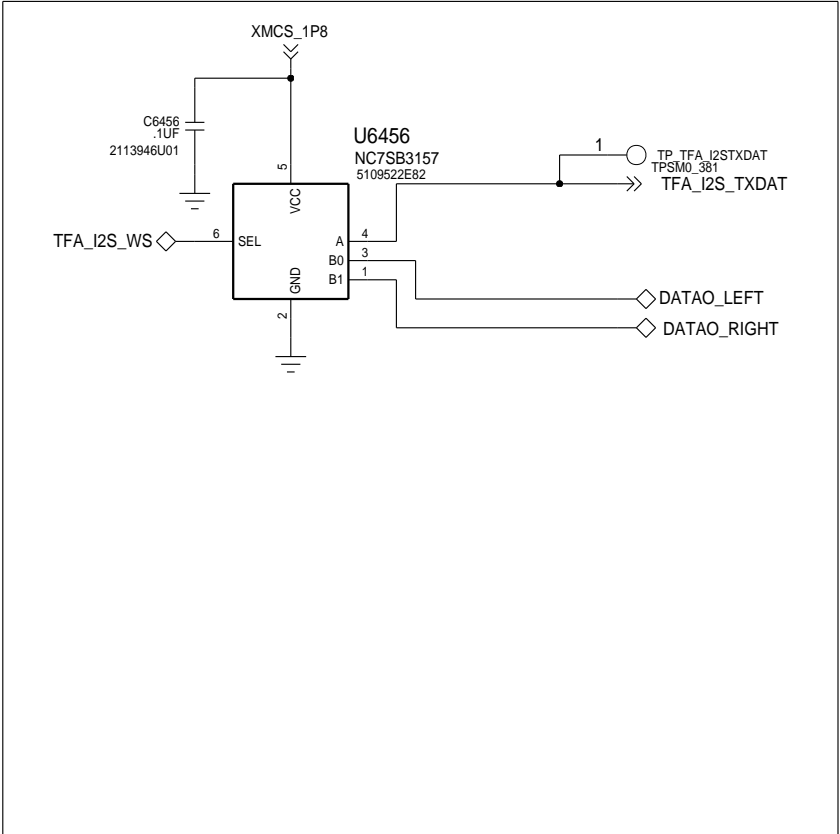 XMCS_1P8
C6456
.1UF
2113946U01
U6456
NC7SB3157
5109522E82
5
VCC
1
TP_TFA_I2STXDAT
TPSM0_381
TFA_I2S_TXDAT
TFA_I2S_WS
6
SEL
A
4
B0
3
B1
1
GND
2
DATAO_LEFT
DATAO_RIGHT